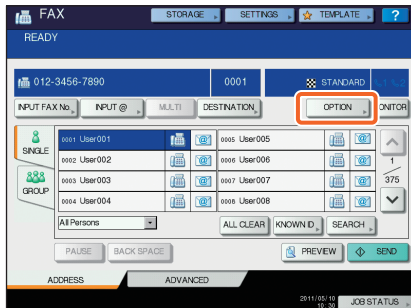 FAX STORAGE SETTINGS TEMPLATE ?
READY
012-3456-7890 0001 STANDARD
INPUT FAX No. INPUT @ MULTI DESTINATION OPTION ONITOR
SINGLE
GROUP
0001 User001 0005 User005
0002 User002 0006 User006
0003 User003 0007 User007
0004 User004 0008 User008
1
375
All Persons ALL CLEAR KNOWN ID SEARCH
PAUSE BACK SPACE PREVIEW SEND
ADDRESS ADVANCED
2011/05/10
10:30
JOB STATUS